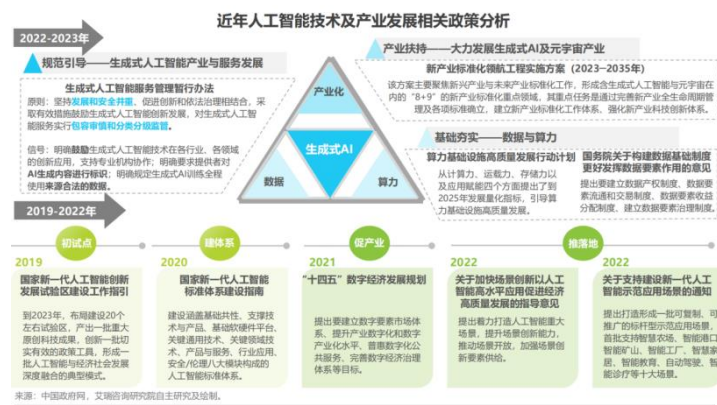 近年人工智能技术及产业发展相关政策分析
2022-2023年
规范引导——生成式人工智能产业与服务发展
生成式人工智能服务管理暂行办法
原则：坚持发展和安全并重、促进创新和依法治理相结合，采
取有效措施鼓励生成式人工智能创新发展，对生成式人工智
能服务实行包容审慎和分类分级监管。
信号：明确鼓励生成式人工智能技术在各行业、各领域
的创新应用，支持专业机构协作；明确要求提供者对
AI生成内容进行标识；明确规定生成式AI训练全程
使用来源合法的数据。
产业化
生成式AI
数据
算力
产业扶持——大力发展生成式AI及元宇宙产业
新产业标准化领航工程实施方案（2023—2035年）
该方案主要聚焦新兴产业与未来产业标准化工作，形成含生成式人工智能与元宇宙在
内的“8+9”的新产业标准化重点领域，其重点任务是通过完善新产业全生命周期管
理及各项标准确立，建立新产业标准化工作体系、强化新产业科技创新体系。
基础夯实——数据与算力
算力基础设施高质量发展行动计划
从计算力、运载力、存储力以
及应用赋能四个方面提出了到
2025年发展量化指标，引导算
力基础设施高质量发展。
国务院关于构建数据基础制度
更好发挥数据要素作用的意见
提出要建立数据产权制度、数据要
素流通和交易制度、数据要素收益
分配制度、建立数据要素治理制度。
2019-2022年
初试点
2019
国家新一代人工智能创新
发展试验区建设工作指引
到2023年，布局建设20个
左右试验区，产出一批重大
原创科技成果，创新一批切
实有效的政策工具，形成一
批人工智能与经济社会发展
深度融合的典型模式。
建体系
2020
国家新一代人工智能
标准体系建设指南
建设涵盖基础共性、支撑技
术与产品、基础软硬件平台、
关键通用技术、关键领域技
术、产品与服务、行业应用、
安全/伦理八大模块构成的
人工智能标准体系。
促产业
2021
“十四五”数字经济发展规划
提出要建立数字要素市场体
系、提升产业数字化和数字
产业化水平、普惠数字化公
共服务、完善数字经济治理
体系等目标。
推落地
2022
关于加快场景创新以人工
智能高水平应用促进经济
高质量发展的指导意见
提出着力打造人工智能重大
场景，提升场景创新能力，
推动场景开放，加强场景创
新要素供给。
2022
关于支持建设新一代人工
智能示范应用场景的通知
提出打造形成一批可复制、可
推广的标杆型示范应用场景，
首批支持智慧农场、智能港口、
智能矿山、智能工厂、智慧家
居、智能教育、自动驾驶、智
能诊疗等十大场景。
来源：中国政府网，艾瑞咨询研究院自主研究及绘制。